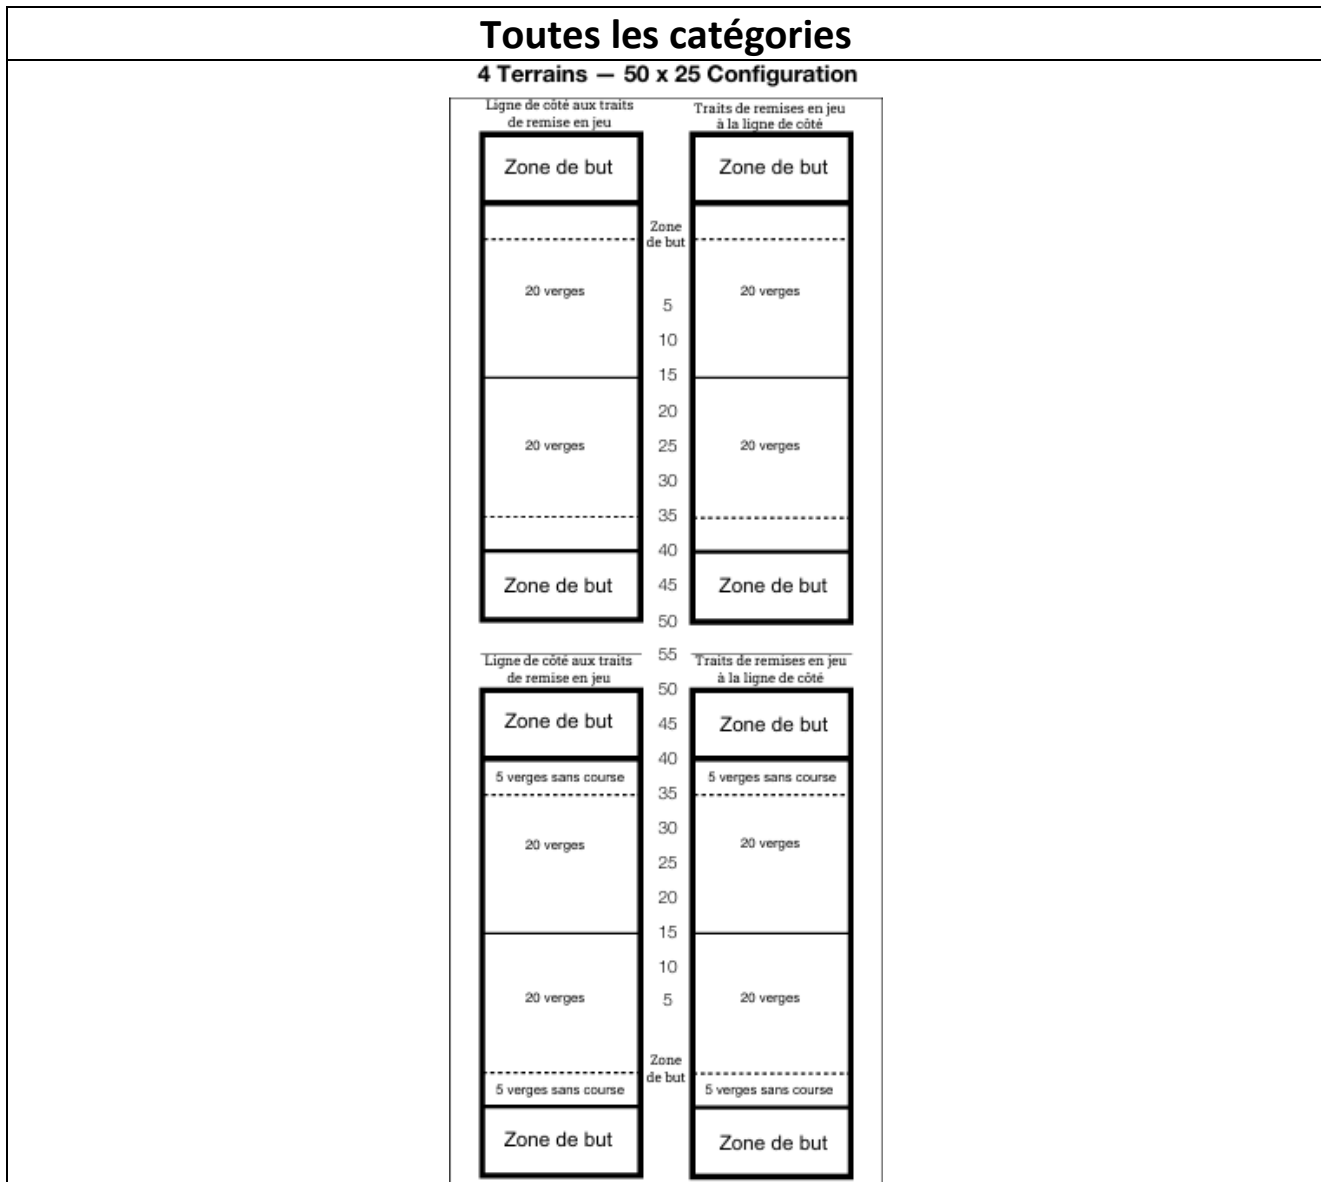 Toutes les catégories
4 Terrains — 50 x 25 Configuration
Ligne de côté aux traits
de remise en jeu
Traits de remises en jeu
à la ligne de côté
Zone de but
Zone de but
Zone
de but
20 verges
20 verges
5
10
15
20
25
20 verges
20 verges
30
35
40
45
Zone de but
Zone de but
50
55
Ligne de côté aux traits
de remise en jeu
Traits de remises en jeu
à la ligne de côté
50
Zone de but
45
Zone de but
40
5 verges sans course
5 verges sans course
35
30
20 verges
20 verges
25
20
15
10
20 verges
5
20 verges
Zone
de but
5 verges sans course
5 verges sans course
Zone de but
Zone de but